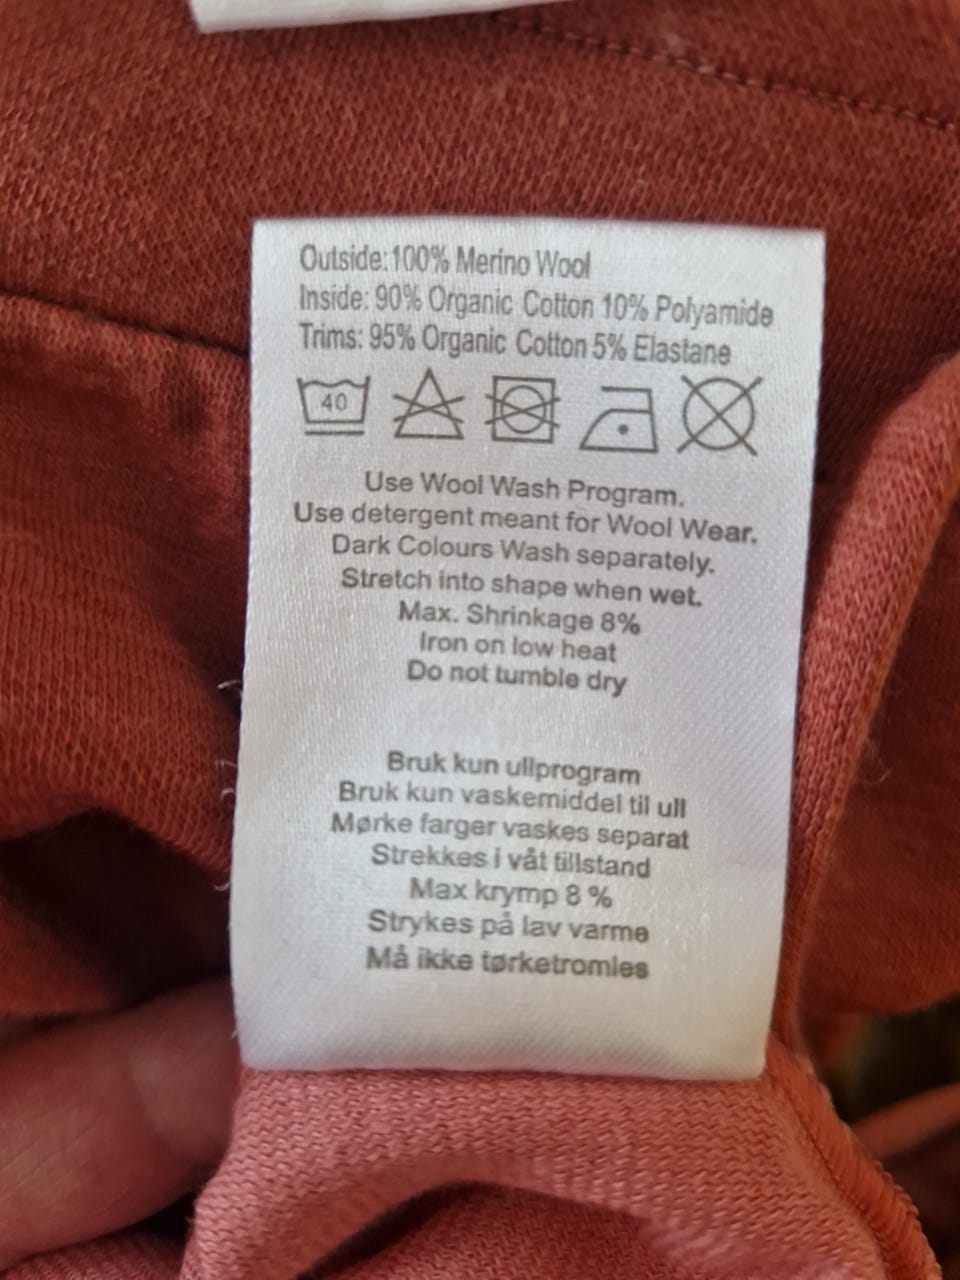 Outside:100% Merino Wool
Inside: 90% Organic Cotton 10% Polyamide
Trims: 95% Organic Cotton 5% Elastane
40
Use Wool Wash Program.
Use detergent meant for Wool Wear.
Dark Colours Wash separately.
Stretch into shape when wet.
Max. Shrinkage 8%
Iron on low heat
Do not tumble dry
Bruk kun ullprogram
Bruk kun vaskemiddel til ull
Mørke farger vaskes separat
Strekkes i våt tillstand
Max krymp 8 %
Strykes på lav varme
Må ikke tørketromles